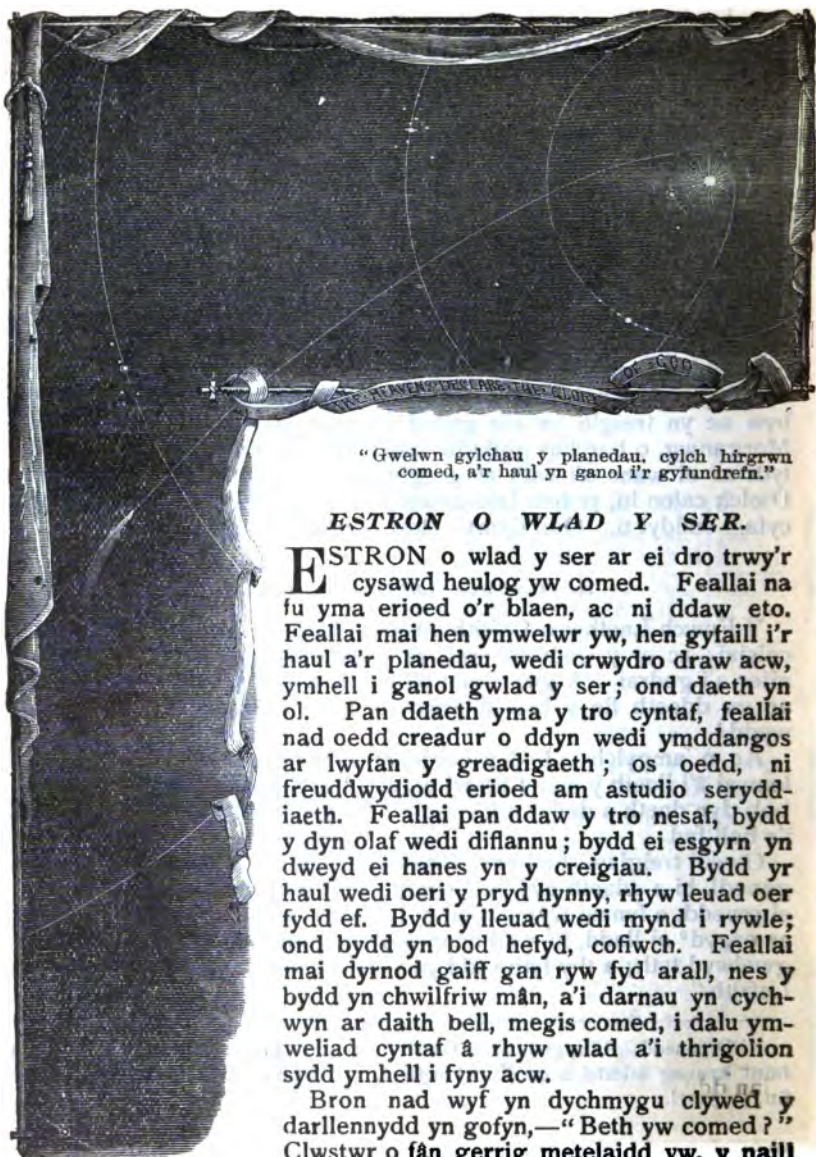 THE HEAVENS DECLARE THE GLORY
OF GOD
"Gwelwn gylchau y planedau, cylch hirgrwn
comed, a'r haul yn ganol i'r gyfundrefn."
ESTRON O WLAD Y SER.
ESTRON o wlad y ser ar ei dro trwy'r
cysawd heulog yw comed. Feallai na
fu yma erioed o'r blaen, ac ni ddaw eto.
Feallai mai hen ymwelwr yw, hen gyfaill i'r
haul a'r planedau, wedi crwydro draw acw,
ymhell i ganol gwlad y ser; ond daeth yn
ol. Pan ddaeth yma y tro cyntaf, feallai
nad oedd creadur o ddyn wedi ymddangos
ar lwyfan y greadigaeth; os oedd, ni
freuddwydiodd erioed am astudio serydd-
iaeth. Feallai pan ddaw y tro nesaf, bydd
y dyn olaf wedi diflannu; bydd ei esgyrn yn
dweyd ei hanes yn y creigiau. Bydd yr
haul wedi oeri y pryd hynny, rhyw leuad oer
fydd ef. Bydd y lleuad wedi mynd i rywle;
ond bydd yn bod hefyd, cofiwch. Feallai
mai dyrnod gaiff gan ryw fyd arall, nes y
bydd yn chwilfriw mân, a'i darnau yn cych-
wyn ar daith bell, megis comed, i dalu ym-
weliad cyntaf â rhyw wlad a'i thrigolion
sydd ymhell i fyny acw.
Bron nad wyf yn dychmygu clywed y
darllennydd yn gofyn,—"Beth yw comed?"
Clwstwr o fân gerrig metelaidd yw, y naill